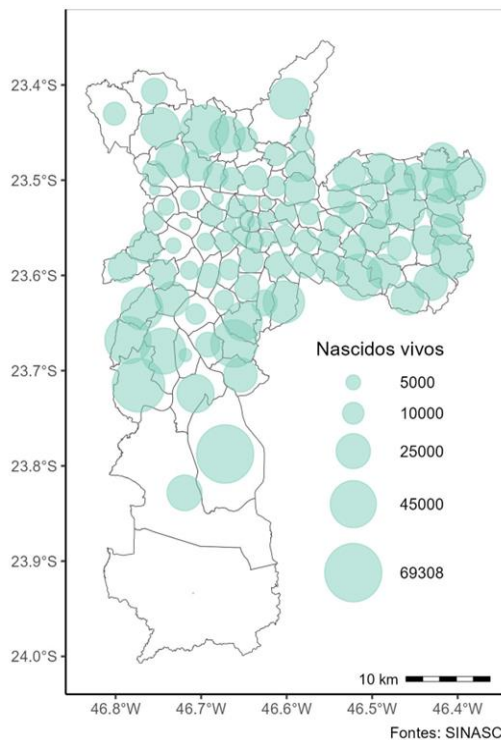 23.4°S
23.5°S
23.6°S
23.7°S
23.8°S
23.9°S
24.0°S
Nascidos vivos
5000
10000
25000
45000
69308
10 km
46.8°W
46.7°W
46.6°W
46.5°W
46.4°W
Fontes: SINASC